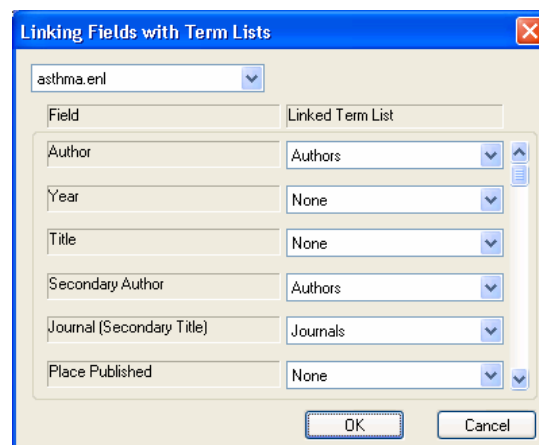 Linking Fields with Term Lists
asthma.enl
Field Linked Term List
Author Authors
Year None
Title None
Secondary Author Authors
Journal (Secondary Title) Journals
Place Published None
OK Cancel